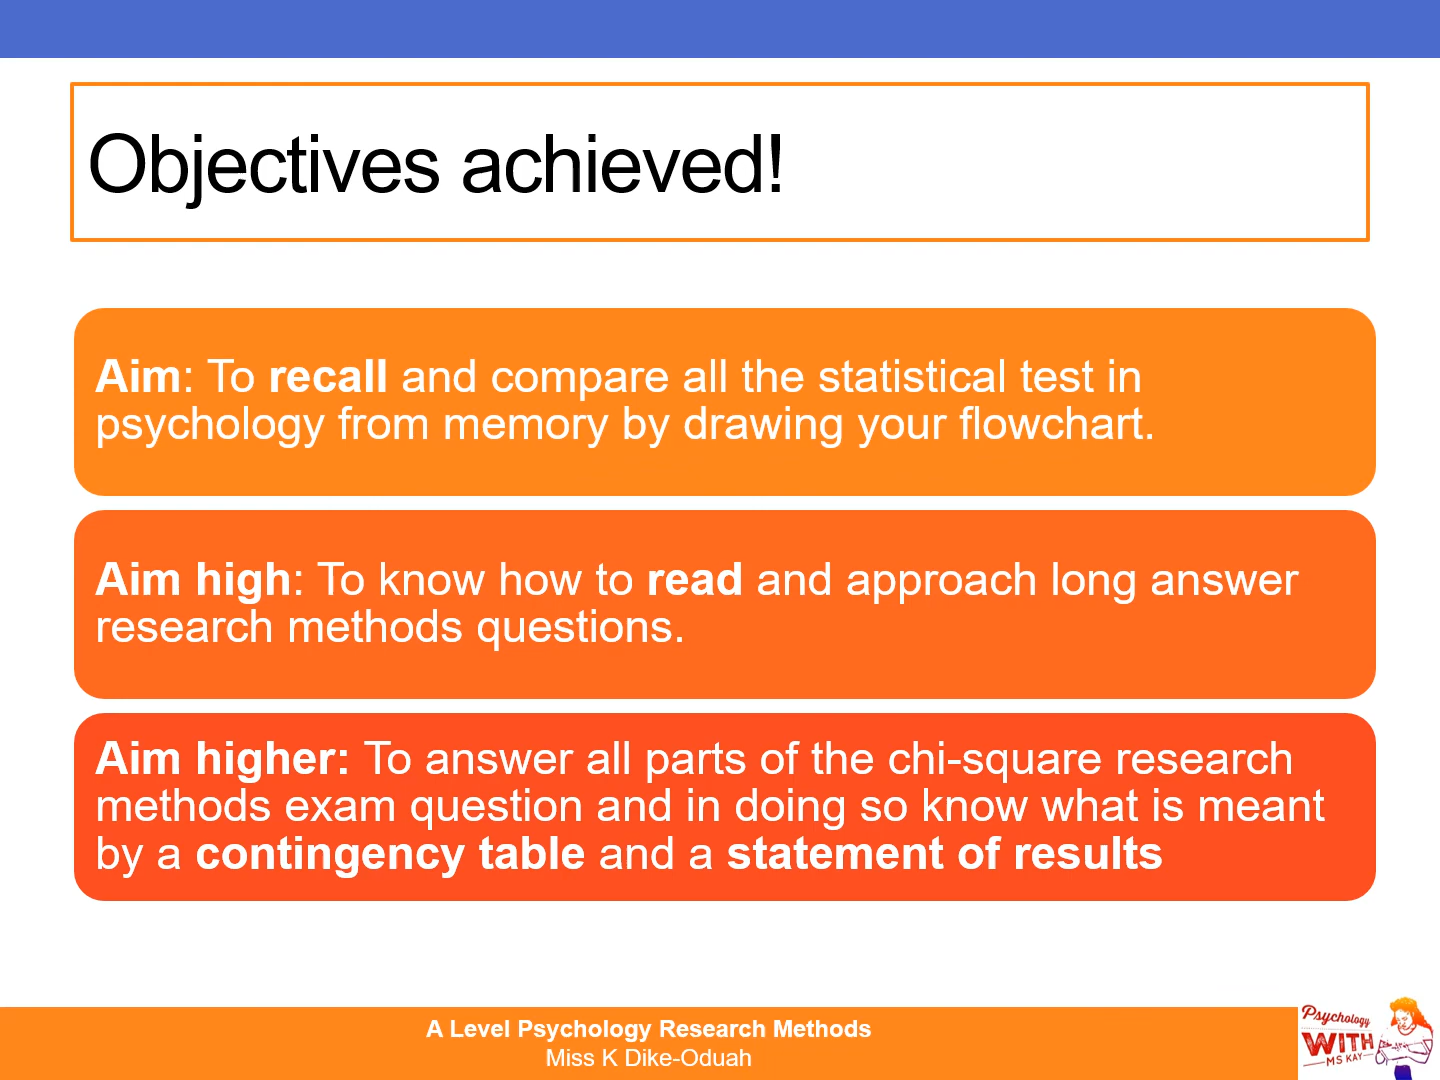 Objectives achieved!
Aim: To recall and compare all the statistical test in
psychology from memory by drawing your flowchart.
Aim high: To know how to read and approach long answer
research methods questions.
Aim higher: To answer all parts of the chi-square research
methods exam question and in doing so know what is meant
by a contingency table and a statement of results
A Level Psychology Research Methods
Miss K Dike-Oduah
Psychology
WITH
MS KAY